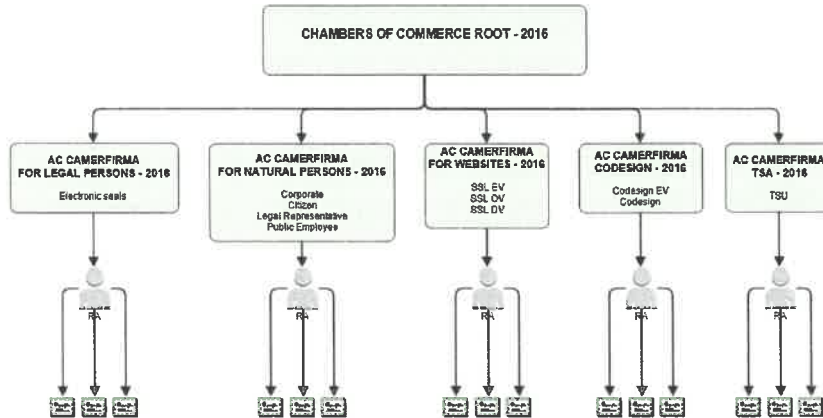 CHAMBERS OF COMMERCE ROOT - 2016
AC CAMERFIRMA
FOR LEGAL PERSONS - 2016
Electronic seals
AC CAMERFIRMA
FOR NATURAL PERSONS - 2016
Corporate
Citizen
Legal Representative
Public Employee
AC CAMERFIRMA
FOR WEBSITES - 2016
SSL EV
SSL OV
SSL DV
AC CAMERFIRMA
CODESIGN - 2016
Codesign EV
Codesign
AC CAMERFIRMA
TSA - 2016
TSU
RA
RA
RA
RA
RA